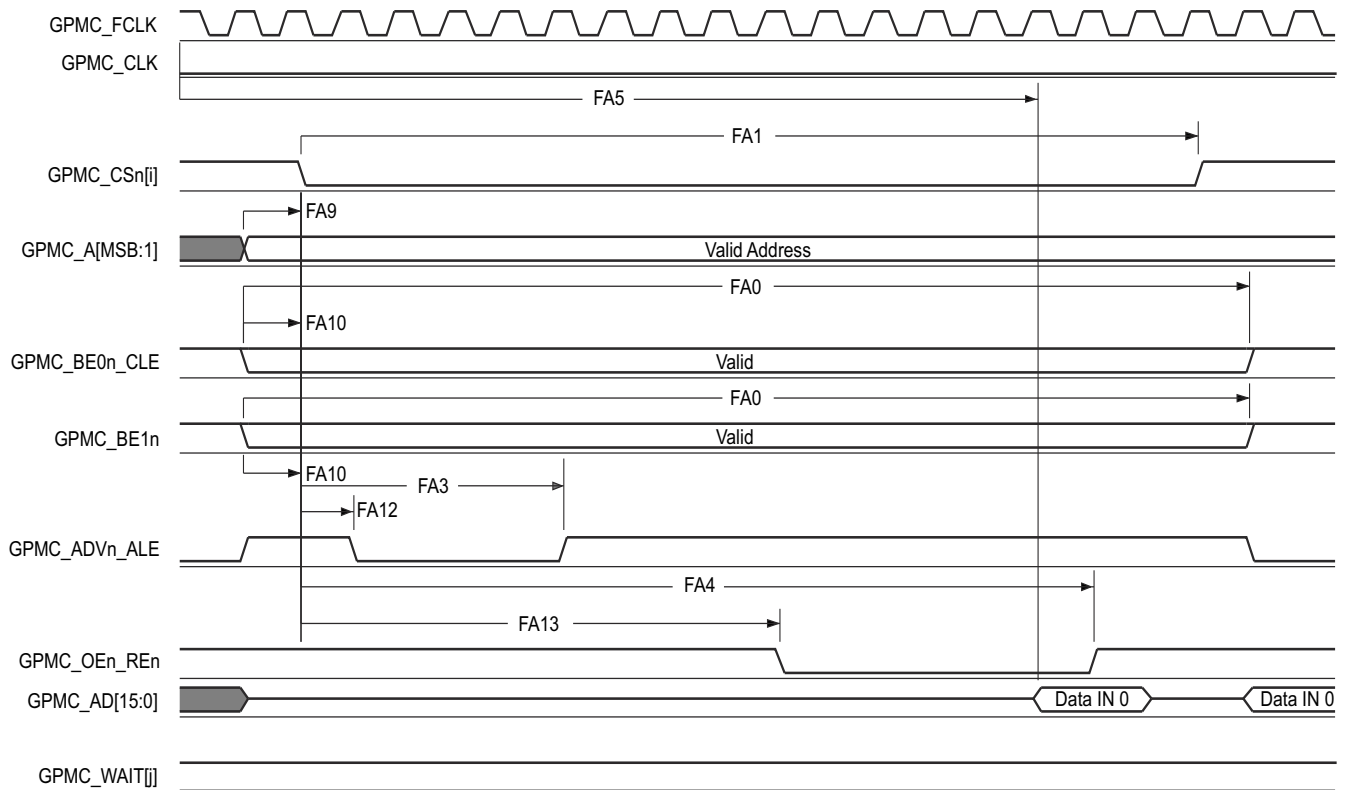 GPMC_FCLK
GPMC_CLK
FA5
FA1
GPMC_CSn[i]
FA9
GPMC_A[MSB:1]
Valid Address
FA0
FA10
GPMC_BE0n_CLE
Valid
FA0
GPMC_BE1n
Valid
FA10
FA3
FA12
GPMC_ADVn_ALE
FA4
FA13
GPMC_OEn_REn
GPMC_AD[15:0]
Data IN 0
Data IN 0
GPMC_WAIT[j]